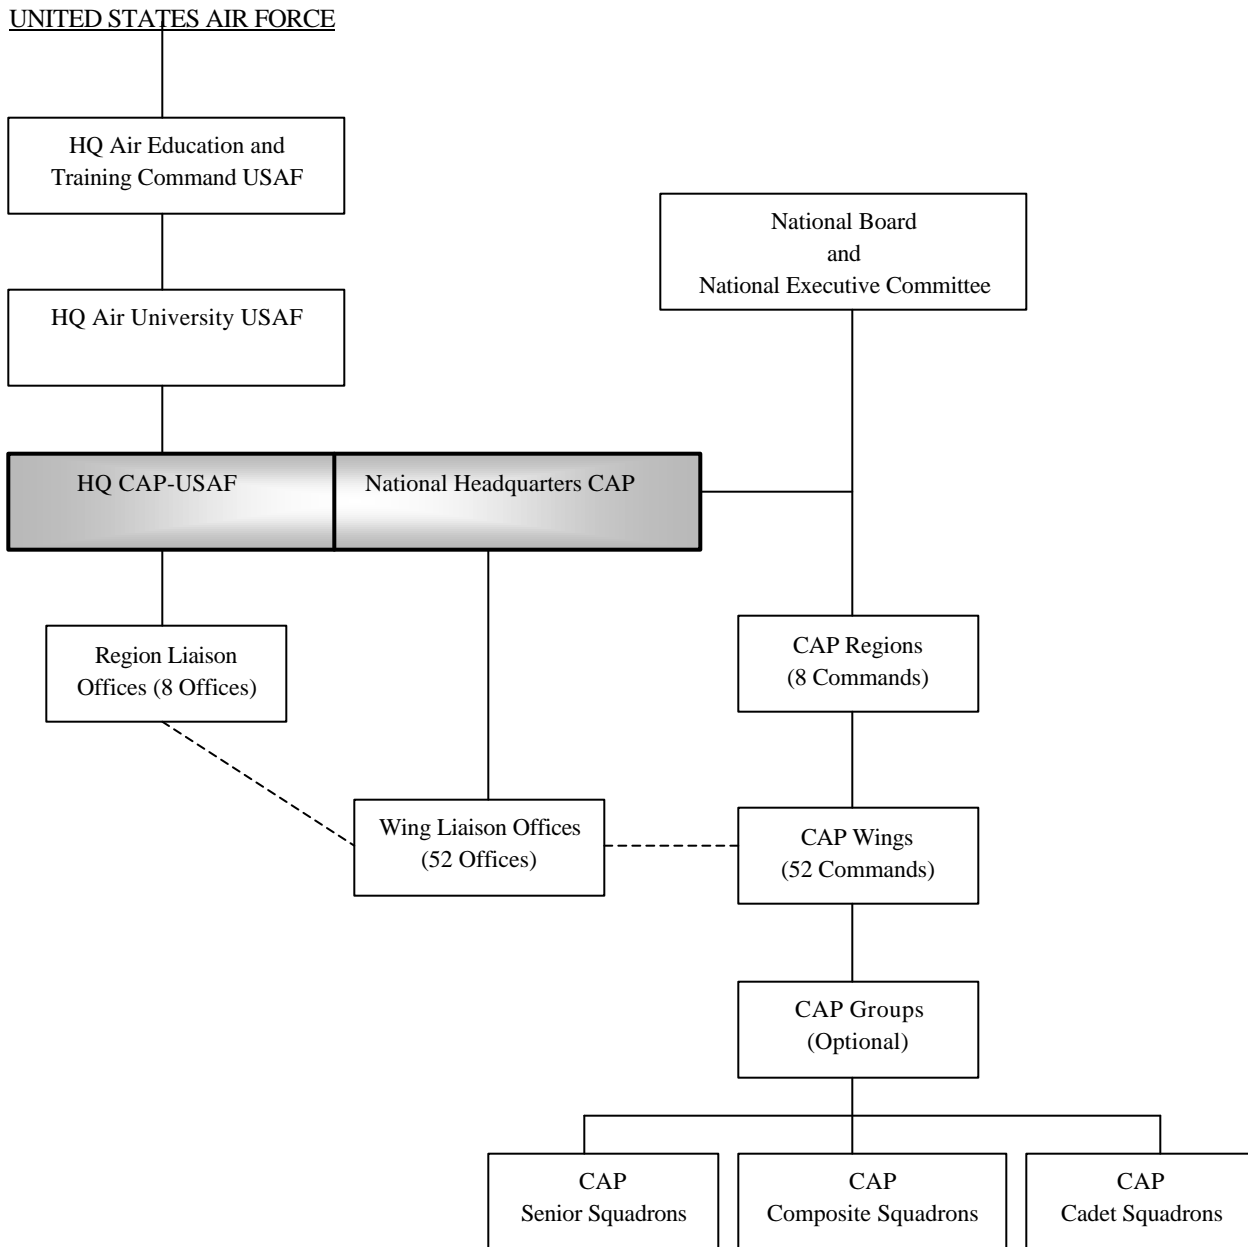 UNITED STATES AIR FORCE
HQ Air Education and
Training Command USAF
National Board
and
National Executive Committee
HQ Air University USAF
HQ CAP-USAF
National Headquarters CAP
Region Liaison
Offices (8 Offices)
CAP Regions
(8 Commands)
Wing Liaison Offices
(52 Offices)
CAP Wings
(52 Commands)
CAP Groups
(Optional)
CAP
Senior Squadrons
CAP
Composite Squadrons
CAP
Cadet Squadrons